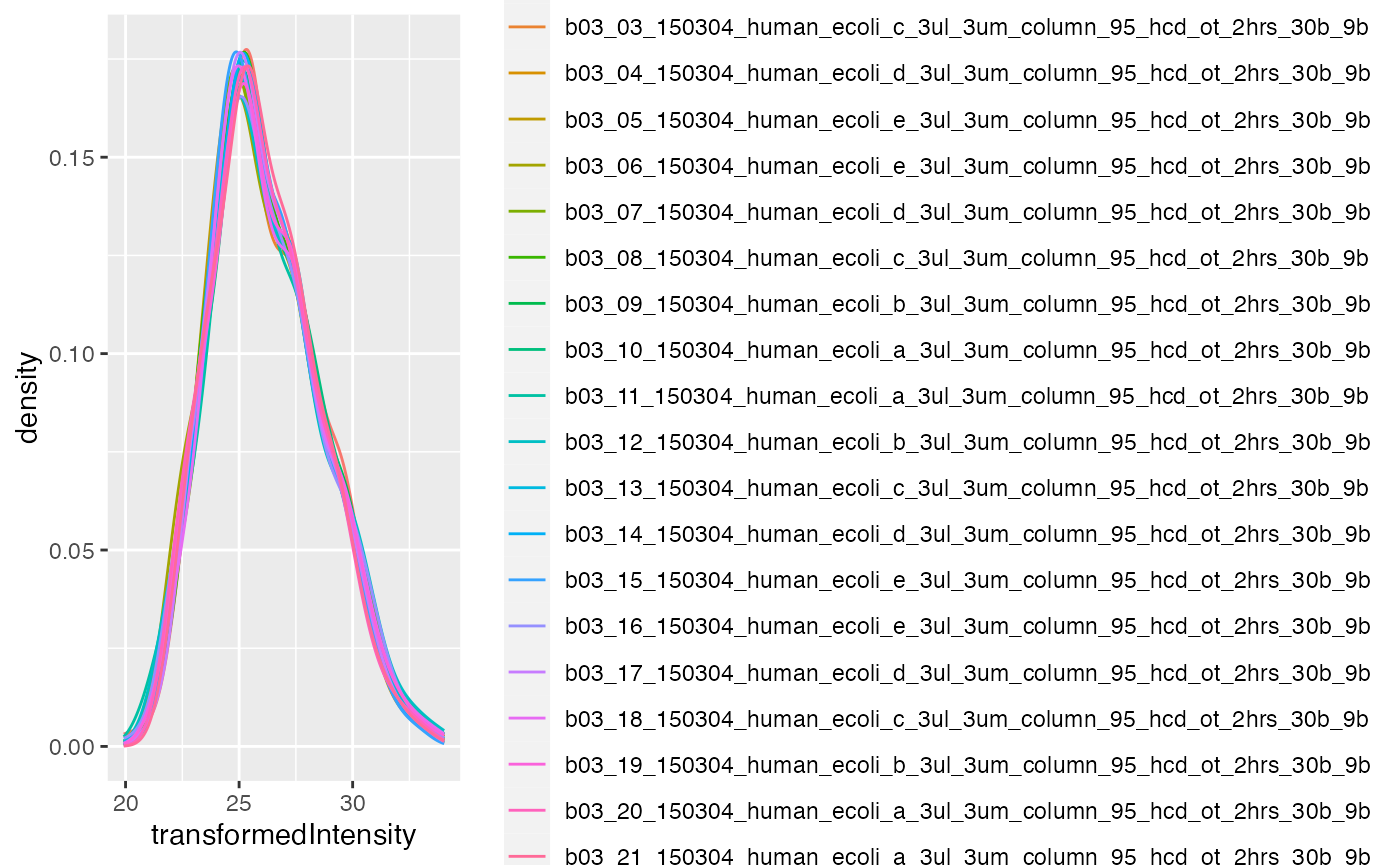 0.15
0.10
0.05
0.00
density
20 25 30
transformedIntensity
b03_03_150304_human_ecoli_c_3ul_3um_column_95_hcd_ot_2hrs_30b_9b
b03_04_150304_human_ecoli_d_3ul_3um_column_95_hcd_ot_2hrs_30b_9b
b03_05_150304_human_ecoli_e_3ul_3um_column_95_hcd_ot_2hrs_30b_9b
b03_06_150304_human_ecoli_e_3ul_3um_column_95_hcd_ot_2hrs_30b_9b
b03_07_150304_human_ecoli_d_3ul_3um_column_95_hcd_ot_2hrs_30b_9b
b03_08_150304_human_ecoli_c_3ul_3um_column_95_hcd_ot_2hrs_30b_9b
b03_09_150304_human_ecoli_b_3ul_3um_column_95_hcd_ot_2hrs_30b_9b
b03_10_150304_human_ecoli_a_3ul_3um_column_95_hcd_ot_2hrs_30b_9b
b03_11_150304_human_ecoli_a_3ul_3um_column_95_hcd_ot_2hrs_30b_9b
b03_12_150304_human_ecoli_b_3ul_3um_column_95_hcd_ot_2hrs_30b_9b
b03_13_150304_human_ecoli_c_3ul_3um_column_95_hcd_ot_2hrs_30b_9b
b03_14_150304_human_ecoli_d_3ul_3um_column_95_hcd_ot_2hrs_30b_9b
b03_15_150304_human_ecoli_e_3ul_3um_column_95_hcd_ot_2hrs_30b_9b
b03_16_150304_human_ecoli_e_3ul_3um_column_95_hcd_ot_2hrs_30b_9b
b03_17_150304_human_ecoli_d_3ul_3um_column_95_hcd_ot_2hrs_30b_9b
b03_18_150304_human_ecoli_c_3ul_3um_column_95_hcd_ot_2hrs_30b_9b
b03_19_150304_human_ecoli_b_3ul_3um_column_95_hcd_ot_2hrs_30b_9b
b03_20_150304_human_ecoli_a_3ul_3um_column_95_hcd_ot_2hrs_30b_9b
b03_21_150304_human_ecoli_a_3ul_3um_column_95_hcd_ot_2hrs_30b_9b